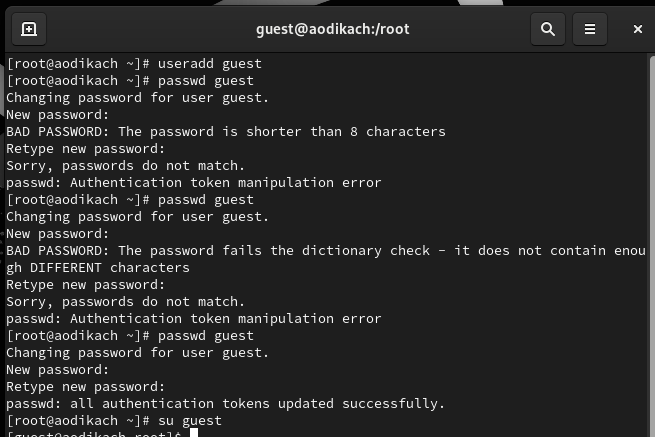 guest@aodikach:/root
[root@aodikach ~]# useradd guest
[root@aodikach ~]# passwd guest
Changing password for user guest.
New password:
BAD PASSWORD: The password is shorter than 8 characters
Retype new password:
Sorry, passwords do not match.
passwd: Authentication token manipulation error
[root@aodikach ~]# passwd guest
Changing password for user guest.
New password:
BAD PASSWORD: The password fails the dictionary check - it does not contain enou
gh DIFFERENT characters
Retype new password:
Sorry, passwords do not match.
passwd: Authentication token manipulation error
[root@aodikach ~]# passwd guest
Changing password for user guest.
New password:
Retype new password:
passwd: all authentication tokens updated successfully.
[root@aodikach ~]# su guest
[guest@aodikach root]$